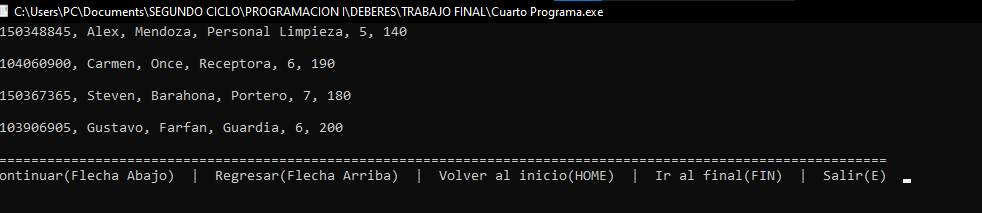 C:\Users\PC\Documents\SEGUNDO CICLO\PROGRAMACION I\DEBERES\TRABAJO FINAL\Cuarto Programa.exe
150348845, Alex, Mendoza, Personal Limpieza, 5, 140
104060900, Carmen, Once, Receptora, 6, 190
150367365, Steven, Barahona, Portero, 7, 180
103906905, Gustavo, Farfan, Guardia, 6, 200
==============================================================================================================
ontinuar(Flecha Abajo) | Regresar(Flecha Arriba) | Volver al inicio(HOME) | Ir al final(FIN) | Salir(E)